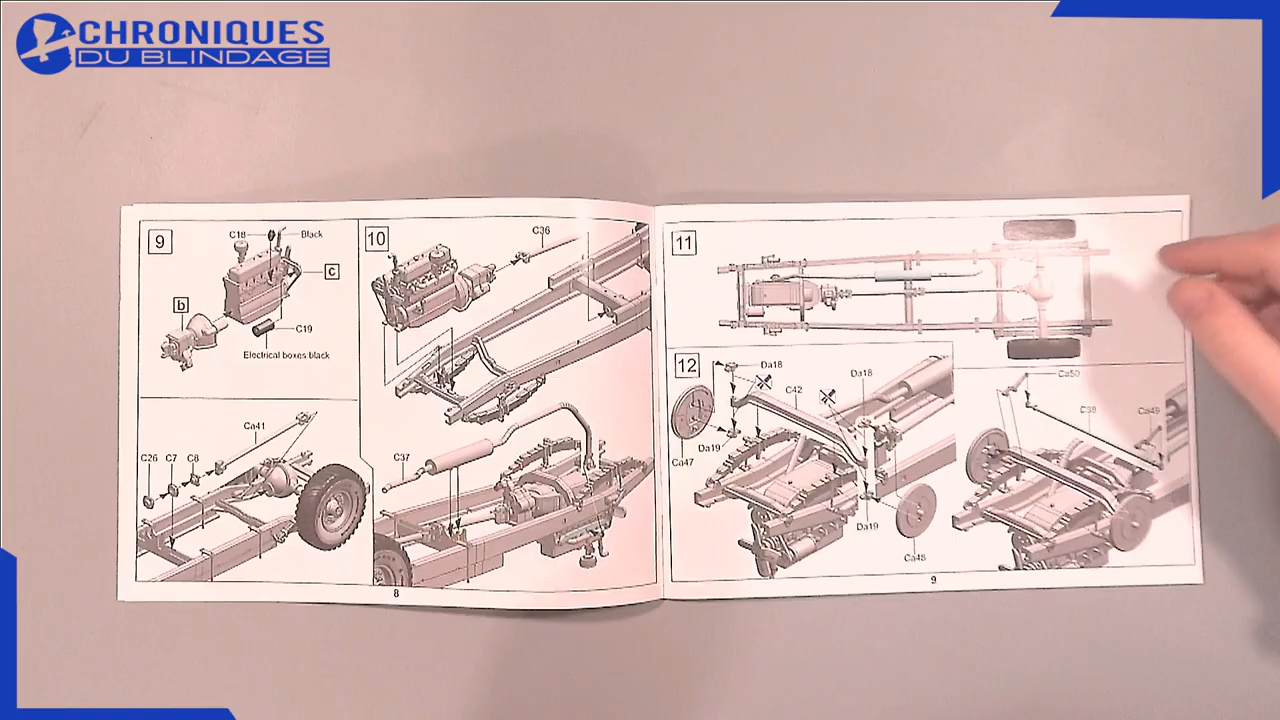 CHRONIQUES
DU BLINDAGE
9
C18
Black
c
b
C19
Electrical boxes black
Ca41
C26
C7
C8
10
C36
C37
8
11
12
Da18
C42
Da18
Da19
Ca47
Da19
Ca48
Ca50
C38
Ca49
9